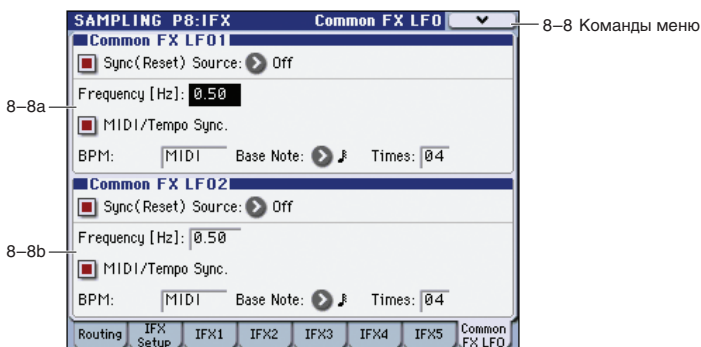 SAMPLING P8:IFX Common FX LFO
8–8 Команды меню
Common FX LFO1
Sync(Reset) Source: Off
8–8a
Frequency [Hz]: 0.50
MIDI/Tempo Sync.
BPM: MIDI Base Note: Times: 04
Common FX LFO2
Sync(Reset) Source: Off
8–8b
Frequency [Hz]: 0.50
MIDI/Tempo Sync.
BPM: MIDI Base Note: Times: 04
Routing IFX Setup IFX1 IFX2 IFX3 IFX4 IFX5 Common FX LFO